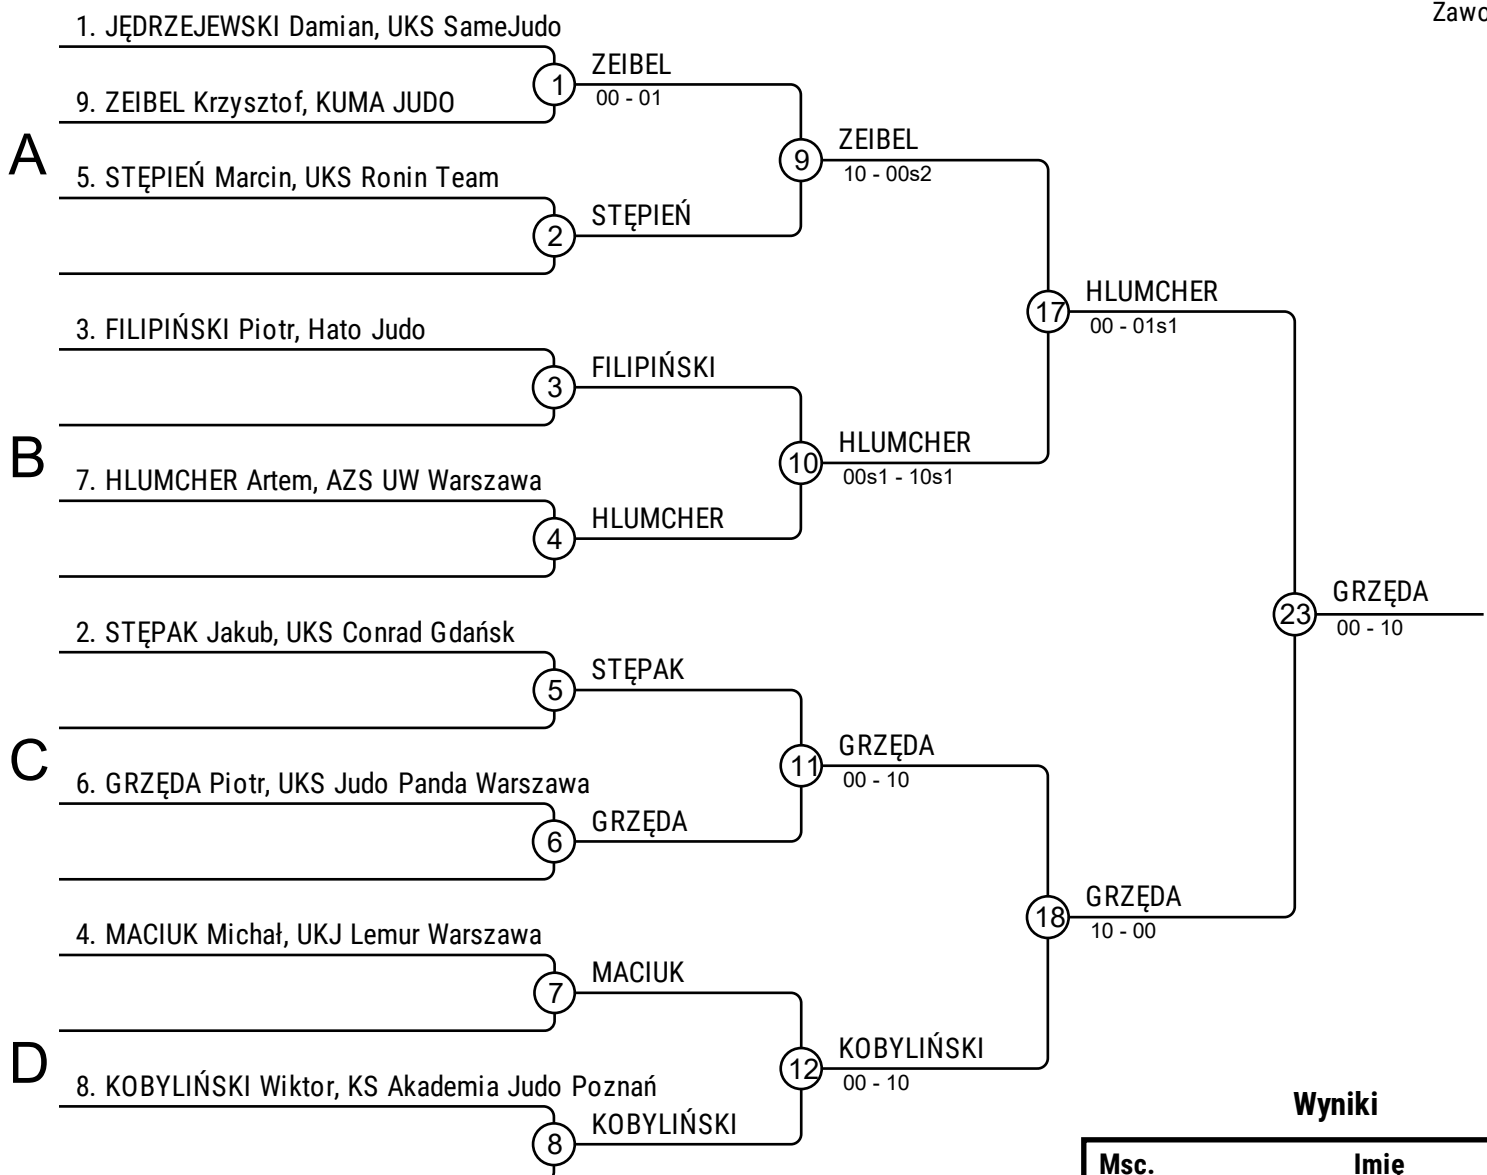 Zawo
1. JĘDRZEJEWSKI Damian, UKS SameJudo
1
ZEIBEL
00 - 01
9. ZEIBEL Krzysztof, KUMA JUDO
A
9
ZEIBEL
10 - 00s2
5. STĘPIEŃ Marcin, UKS Ronin Team
2
STĘPIEŃ
17
HLUMCHER
00 - 01s1
3. FILIPIŃSKI Piotr, Hato Judo
3
FILIPIŃSKI
B
10
HLUMCHER
00s1 - 10s1
7. HLUMCHER Artem, AZS UW Warszawa
4
HLUMCHER
23
GRZĘDA
00 - 10
2. STĘPAK Jakub, UKS Conrad Gdańsk
5
STĘPAK
C
11
GRZĘDA
00 - 10
6. GRZĘDA Piotr, UKS Judo Panda Warszawa
6
GRZĘDA
18
GRZĘDA
10 - 00
4. MACIUK Michał, UKJ Lemur Warszawa
7
MACIUK
D
12
KOBYLIŃSKI
00 - 10
8. KOBYLIŃSKI Wiktor, KS Akademia Judo Poznań
8
KOBYLIŃSKI
Wyniki
Msc. Imię